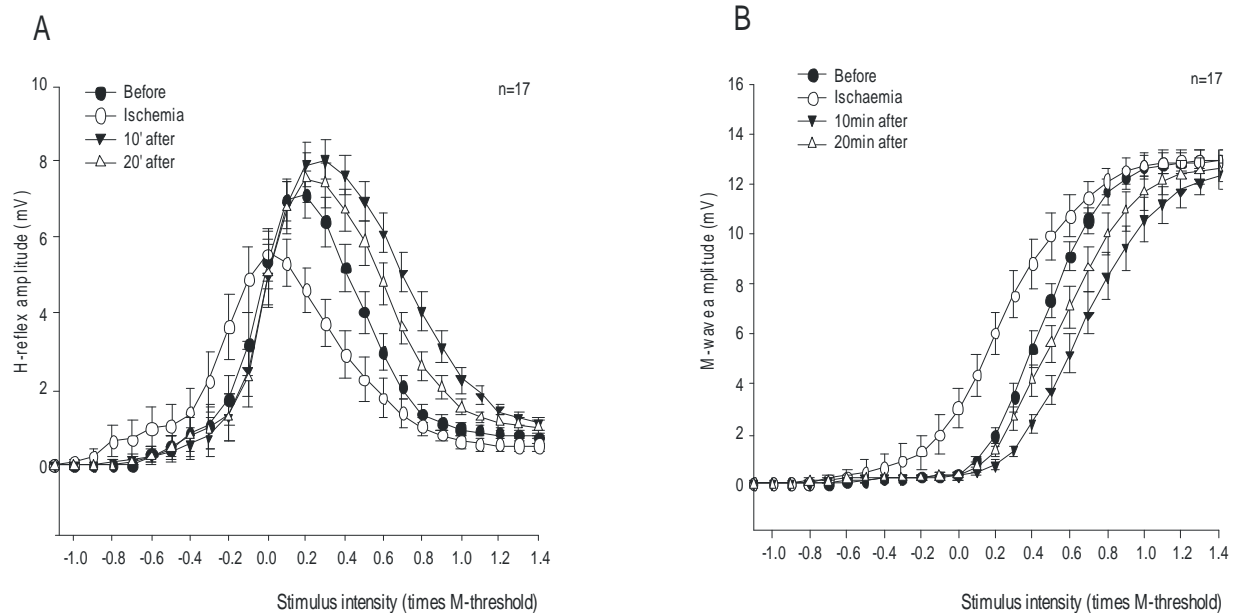 A
H-reflex amplitude (mV)
10
8
6
4
2
0
Before
Ischemia
10' after
20' after
n=17
-1.0 -0.8 -0.6 -0.4 -0.2 0.0 0.2 0.4 0.6 0.8 1.0 1.2 1.4
Stimulus intensity (times M-threshold)
B
M-wave amplitude (mV)
16
14
12
10
8
6
4
2
0
Before
Ischaemia
10min after
20min after
n=17
-1.0 -0.8 -0.6 -0.4 -0.2 0.0 0.2 0.4 0.6 0.8 1.0 1.2 1.4
Stimulus intensity (times M-threshold)